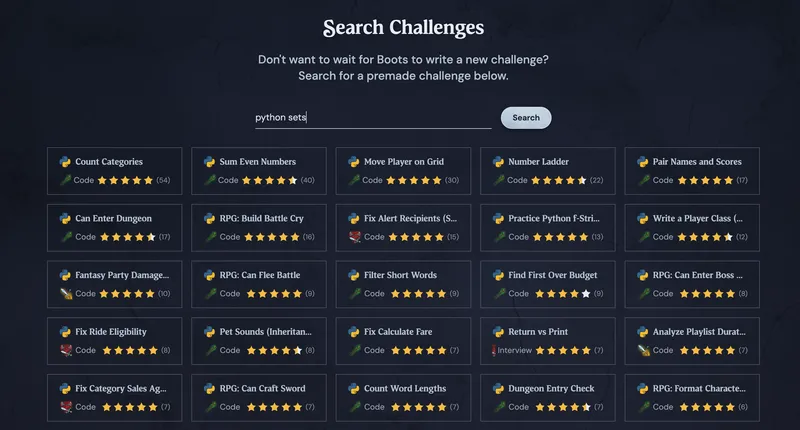 Search Challenges
Don't want to wait for Boots to write a new challenge?
Search for a premade challenge below.
python sets
Search
Count Categories
Code (54)
Sum Even Numbers
Code (40)
Move Player on Grid
Code (30)
Number Ladder
Code (22)
Pair Names and Scores
Code (17)
Can Enter Dungeon
Code (17)
RPG: Build Battle Cry
Code (16)
Fix Alert Recipients (S...
Code (15)
Practice Python f-Stri...
Code (13)
Write a Player Class (...
Code (12)
Fantasy Party Damage...
Code (10)
RPG: Can Flee Battle
Code (9)
Filter Short Words
Code (9)
Find First Over Budget
Code (9)
RPG: Can Enter Boss ...
Code (8)
Fix Ride Eligibility
Code (8)
Pet Sounds (Inheritan...
Code (8)
Fix Calculate Fare
Code (7)
Return vs Print
Interview (7)
Analyze Playlist Durat...
Code (7)
Fix Category Sales Ag...
Code (7)
RPG: Can Craft Sword
Code (7)
Count Word Lengths
Code (7)
Dungeon Entry Check
Code (7)
RPG: Format Characte...
Code (6)